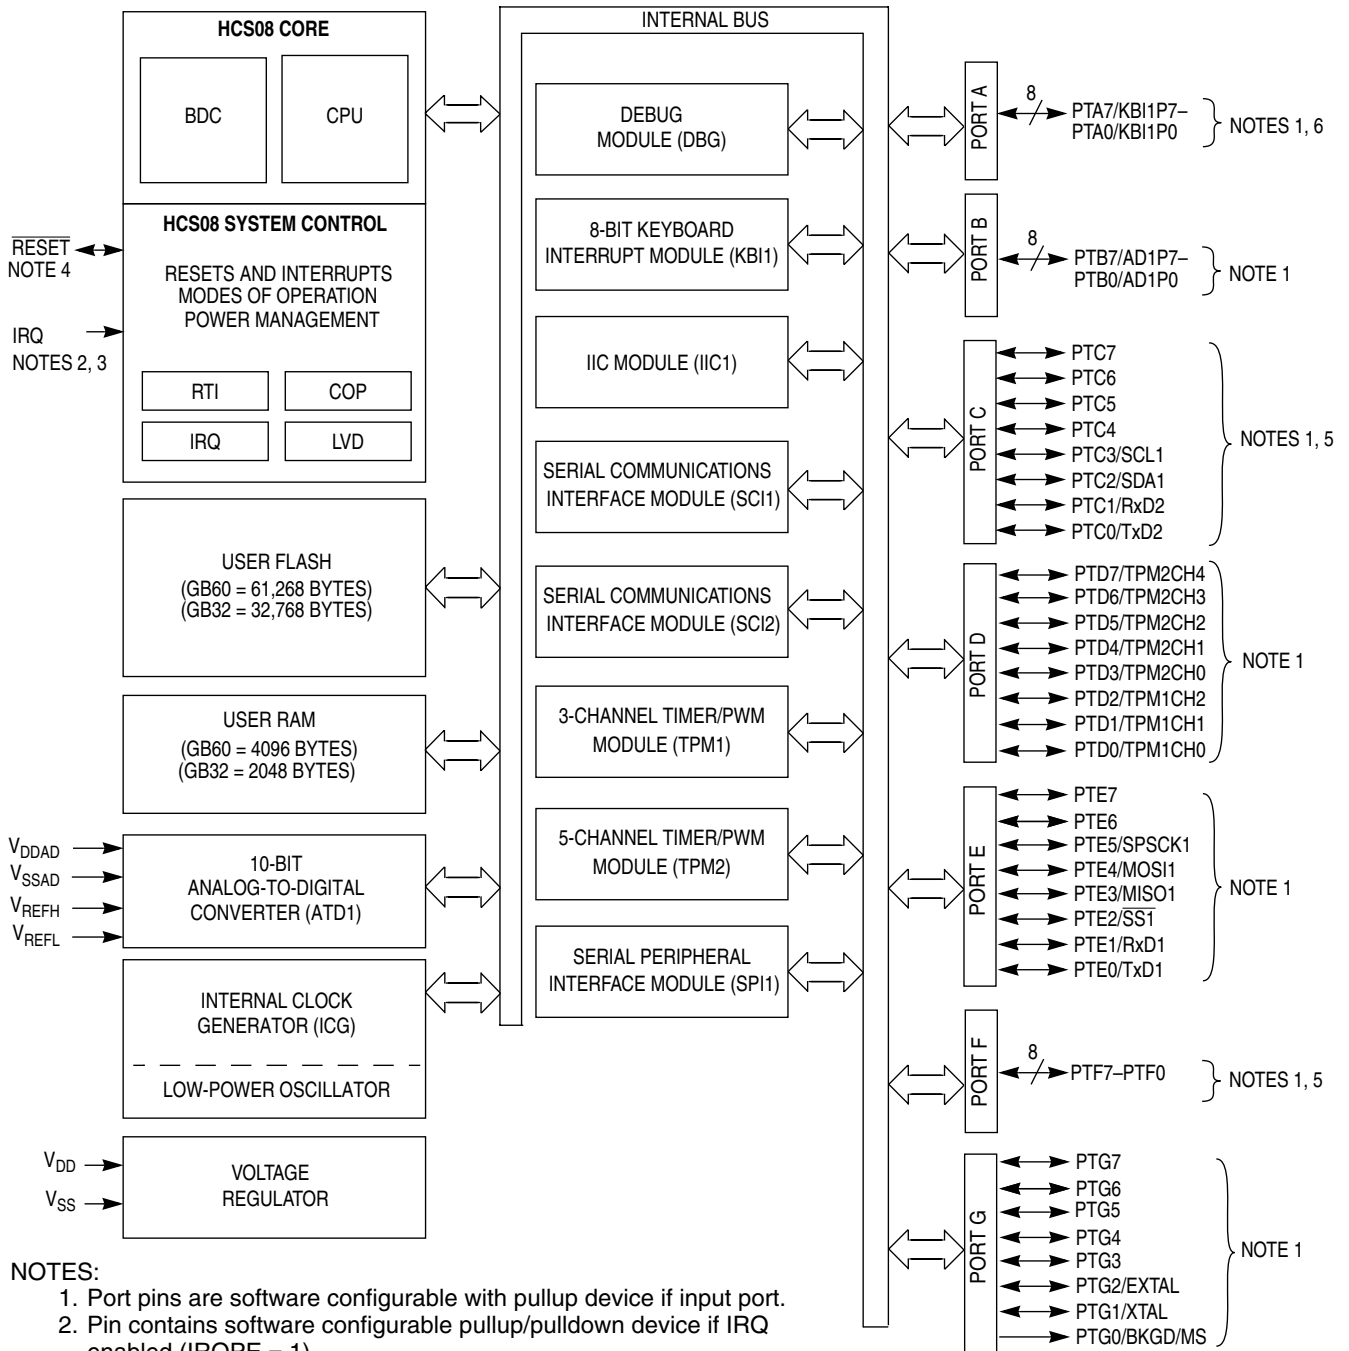 INTERNAL BUS
HCS08 CORE
BDC
CPU
HCS08 SYSTEM CONTROL
RESETS AND INTERRUPTS
MODES OF OPERATION
POWER MANAGEMENT
RTI
COP
IRQ
LVD
RESET
NOTE 4
IRQ
NOTES 2, 3
USER FLASH
(GB60 = 61,268 BYTES)
(GB32 = 32,768 BYTES)
USER RAM
(GB60 = 4096 BYTES)
(GB32 = 2048 BYTES)
VDDAD
VSSAD
VREFH
VREFL
10-BIT
ANALOG-TO-DIGITAL
CONVERTER (ATD1)
INTERNAL CLOCK
GENERATOR (ICG)
LOW-POWER OSCILLATOR
VDD
VSS
VOLTAGE
REGULATOR
DEBUG
MODULE (DBG)
8-BIT KEYBOARD
INTERRUPT MODULE (KBI1)
IIC MODULE (IIC1)
SERIAL COMMUNICATIONS
INTERFACE MODULE (SCI1)
SERIAL COMMUNICATIONS
INTERFACE MODULE (SCI2)
3-CHANNEL TIMER/PWM
MODULE (TPM1)
5-CHANNEL TIMER/PWM
MODULE (TPM2)
SERIAL PERIPHERAL
INTERFACE MODULE (SPI1)
PORT A
8
PTA7/KBI1P7–
PTA0/KBI1P0
NOTES 1, 6
PORT B
8
PTB7/AD1P7–
PTB0/AD1P0
NOTE 1
PORT C
PTC7
PTC6
PTC5
PTC4
PTC3/SCL1
PTC2/SDA1
PTC1/RxD2
PTC0/TxD2
NOTES 1, 5
PORT D
PTD7/TPM2CH4
PTD6/TPM2CH3
PTD5/TPM2CH2
PTD4/TPM2CH1
PTD3/TPM2CH0
PTD2/TPM1CH2
PTD1/TPM1CH1
PTD0/TPM1CH0
NOTE 1
PORT E
PTE7
PTE6
PTE5/SPSCK1
PTE4/MOSI1
PTE3/MISO1
PTE2/SS1
PTE1/RxD1
PTE0/TxD1
NOTE 1
PORT F
8
PTF7–PTF0
NOTES 1, 5
PORT G
PTG7
PTG6
PTG5
PTG4
PTG3
PTG2/EXTAL
PTG1/XTAL
PTG0/BKGD/MS
NOTE 1
NOTES:
1. Port pins are software configurable with pullup device if input port.
2. Pin contains software configurable pullup/pulldown device if IRQ
enabled (IRQPE = 1)